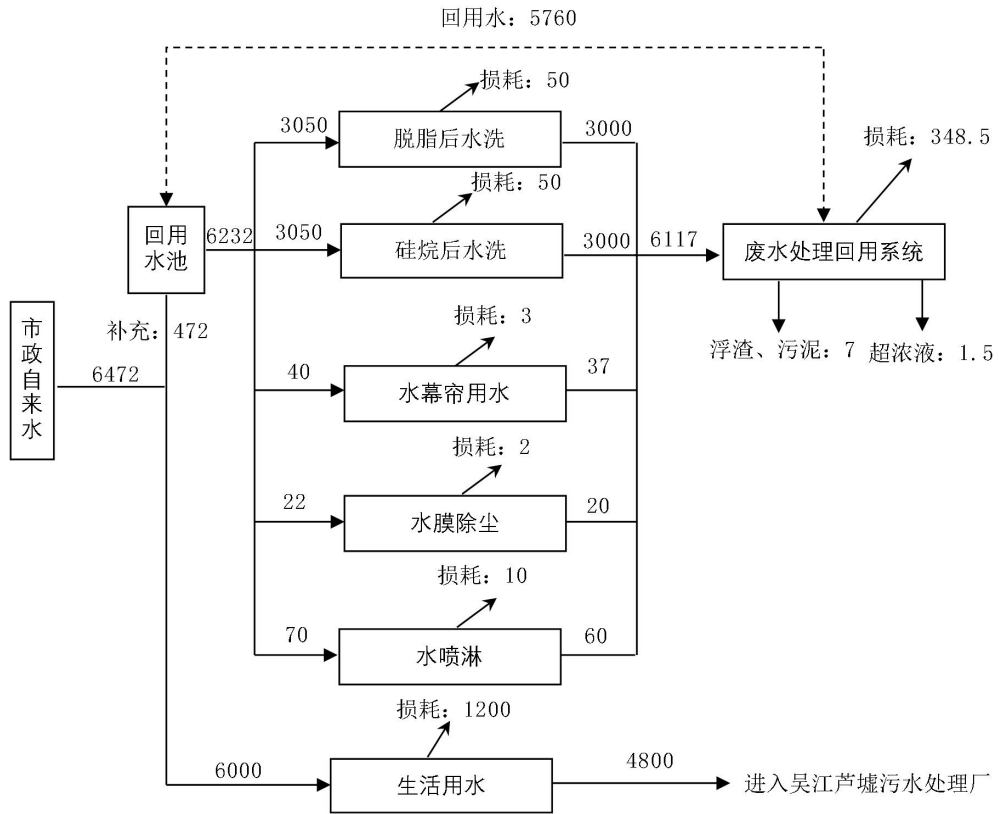 回用水：5760
损耗：50
3050
脱脂后水洗
3000
损耗：348.5
损耗：50
回用
水池
6232
3050
硅烷后水洗
3000
6117
废水处理回用系统
市政自来水
补充：472
6472
损耗：3
40
水幕帘用水
37
浮渣、污泥：7
超浓液：1.5
损耗：2
22
水膜除尘
20
损耗：10
70
水喷淋
60
损耗：1200
6000
生活用水
4800
进入吴江芦墟污水处理厂